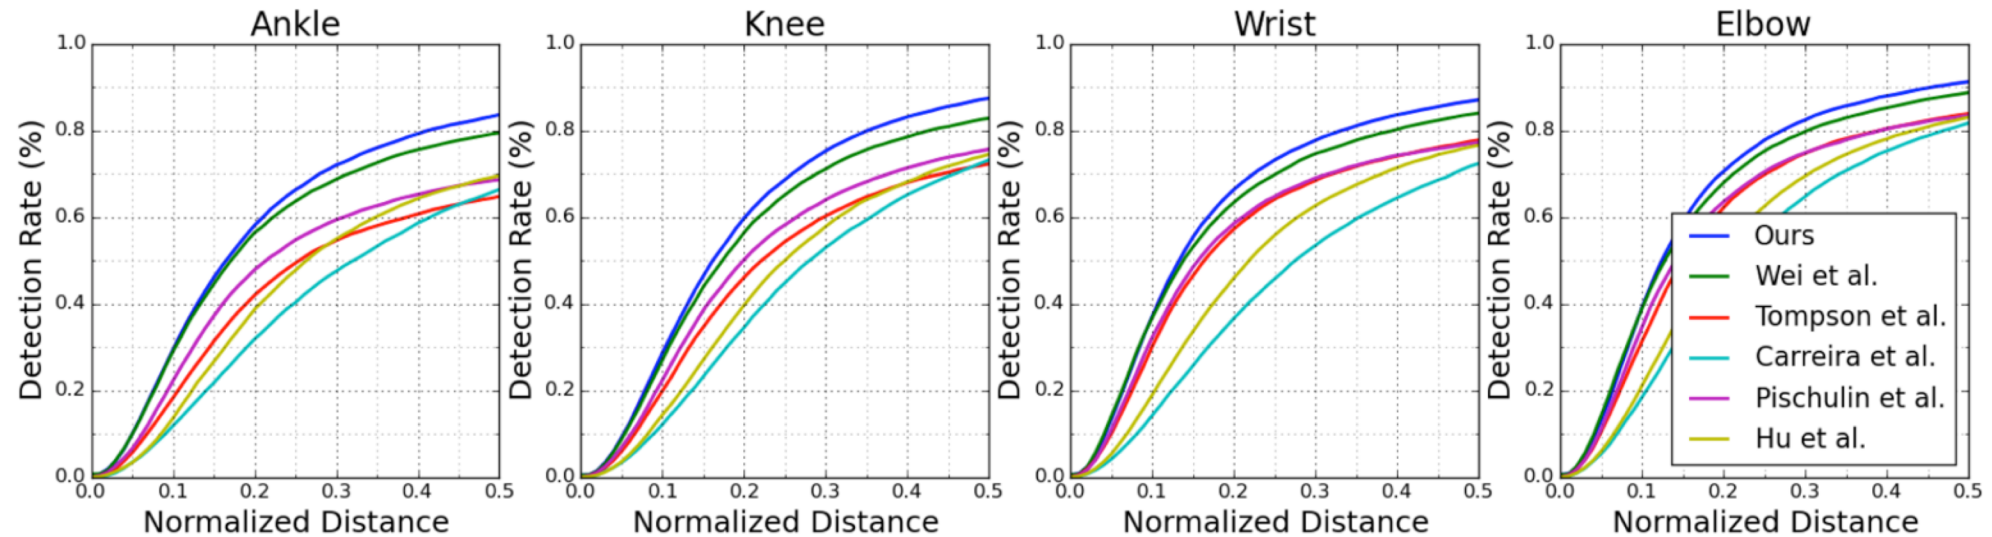 Ankle
1.0
0.8
0.6
0.4
0.2
0.0
Detection Rate (%)
0.0 0.1 0.2 0.3 0.4 0.5
Normalized Distance
Knee
1.0
0.8
0.6
0.4
0.2
0.0
Detection Rate (%)
0.0 0.1 0.2 0.3 0.4 0.5
Normalized Distance
Wrist
1.0
0.8
0.6
0.4
0.2
0.0
Detection Rate (%)
0.0 0.1 0.2 0.3 0.4 0.5
Normalized Distance
Elbow
1.0
0.8
0.6
0.4
0.2
0.0
Detection Rate (%)
Ours
Wei et al.
Tompson et al.
Carreira et al.
Pischulin et al.
Hu et al.
0.0 0.1 0.2 0.3 0.4 0.5
Normalized Distance